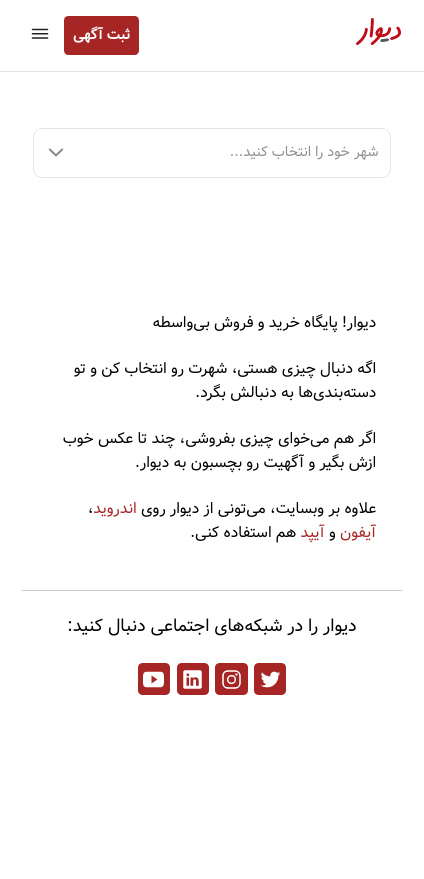 دیوار
ثبت آگهی
شهر خود را انتخاب کنید...
دیوار! پایگاه خرید و فروش بی‌واسطه
اگه دنبال چیزی هستی، شهرت رو انتخاب کن و تو
دسته‌بندی‌ها به دنبالش بگرد.
اگر هم می‌خوای چیزی بفروشی، چند تا عکس خوب
ازش بگیر و آگهیت رو بچسبون به دیوار.
علاوه بر وبسایت، می‌تونی از دیوار روی اندروید،
آیفون و آیپد هم استفاده کنی.
دیوار را در شبکه‌های اجتماعی دنبال کنید: